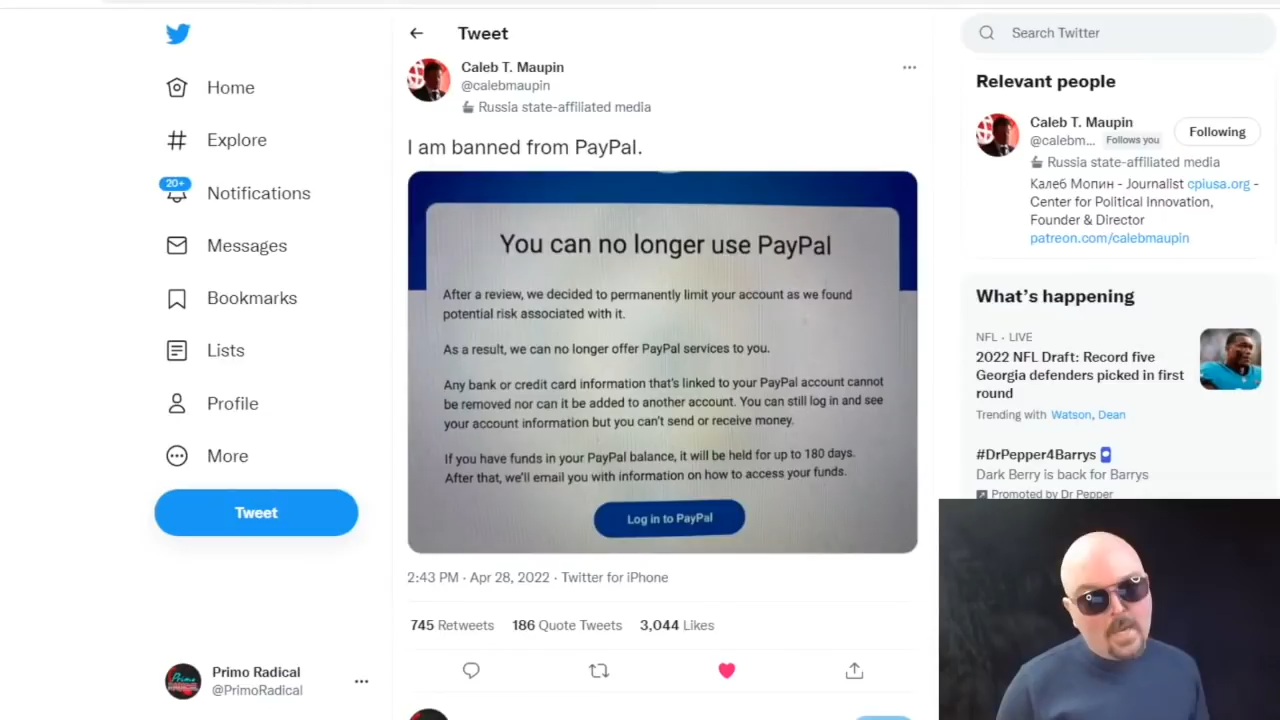 Home
Explore
20+
Notifications
Messages
Bookmarks
Lists
Profile
More
Tweet
Primo Radical
@PrimoRadical
Tweet
Caleb T. Maupin
@calebmaupin
Russia state-affiliated media
I am banned from PayPal.
You can no longer use PayPal
After a review, we decided to permanently limit your account as we found
potential risk associated with it.
As a result, we can no longer offer PayPal services to you.
Any bank or credit card information that's linked to your PayPal account cannot
be removed nor can it be added to another account. You can still log in and see
your account information but you can't send or receive money.
If you have funds in your PayPal balance, it will be held for up to 180 days.
After that, we'll email you with information on how to access your funds.
Log in to PayPal
2:43 PM · Apr 28, 2022 · Twitter for iPhone
745 Retweets 186 Quote Tweets 3,044 Likes
Search Twitter
Relevant people
Caleb T. Maupin
@calebm... Follows you
Following
Russia state-affiliated media
Калеб Мопин - Journalist cpiusa.org -
Center for Political Innovation,
Founder & Director
patreon.com/calebmaupin
What's happening
NFL · LIVE
2022 NFL Draft: Record five
Georgia defenders picked in first
round
Trending with Watson, Dean
#DrPepper4Barrys
Dark Berry is back for Barrys
Promoted by Dr Pepper